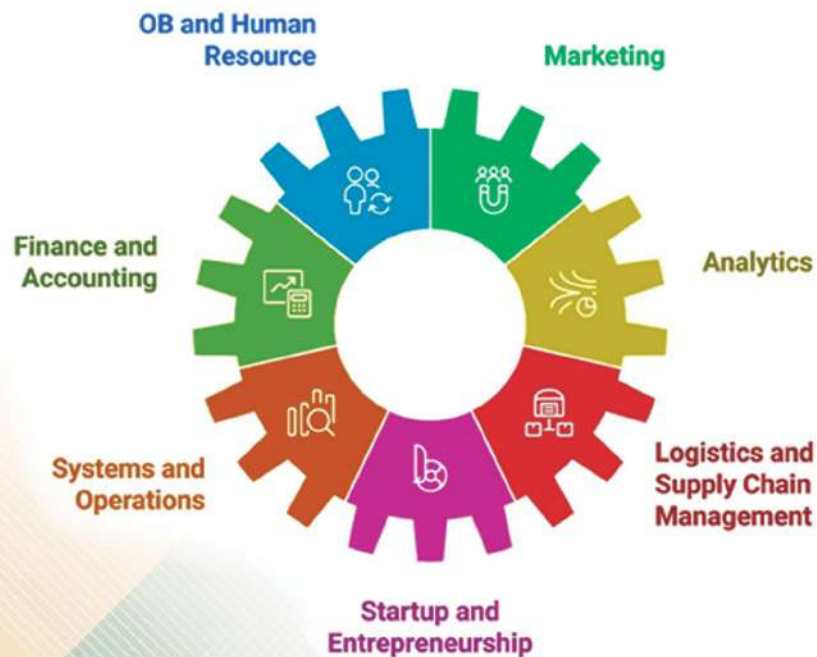 OB and Human
Resource
Marketing
Finance and
Accounting
Analytics
Systems and
Operations
Logistics and
Supply Chain
Management
Startup and
Entrepreneurship